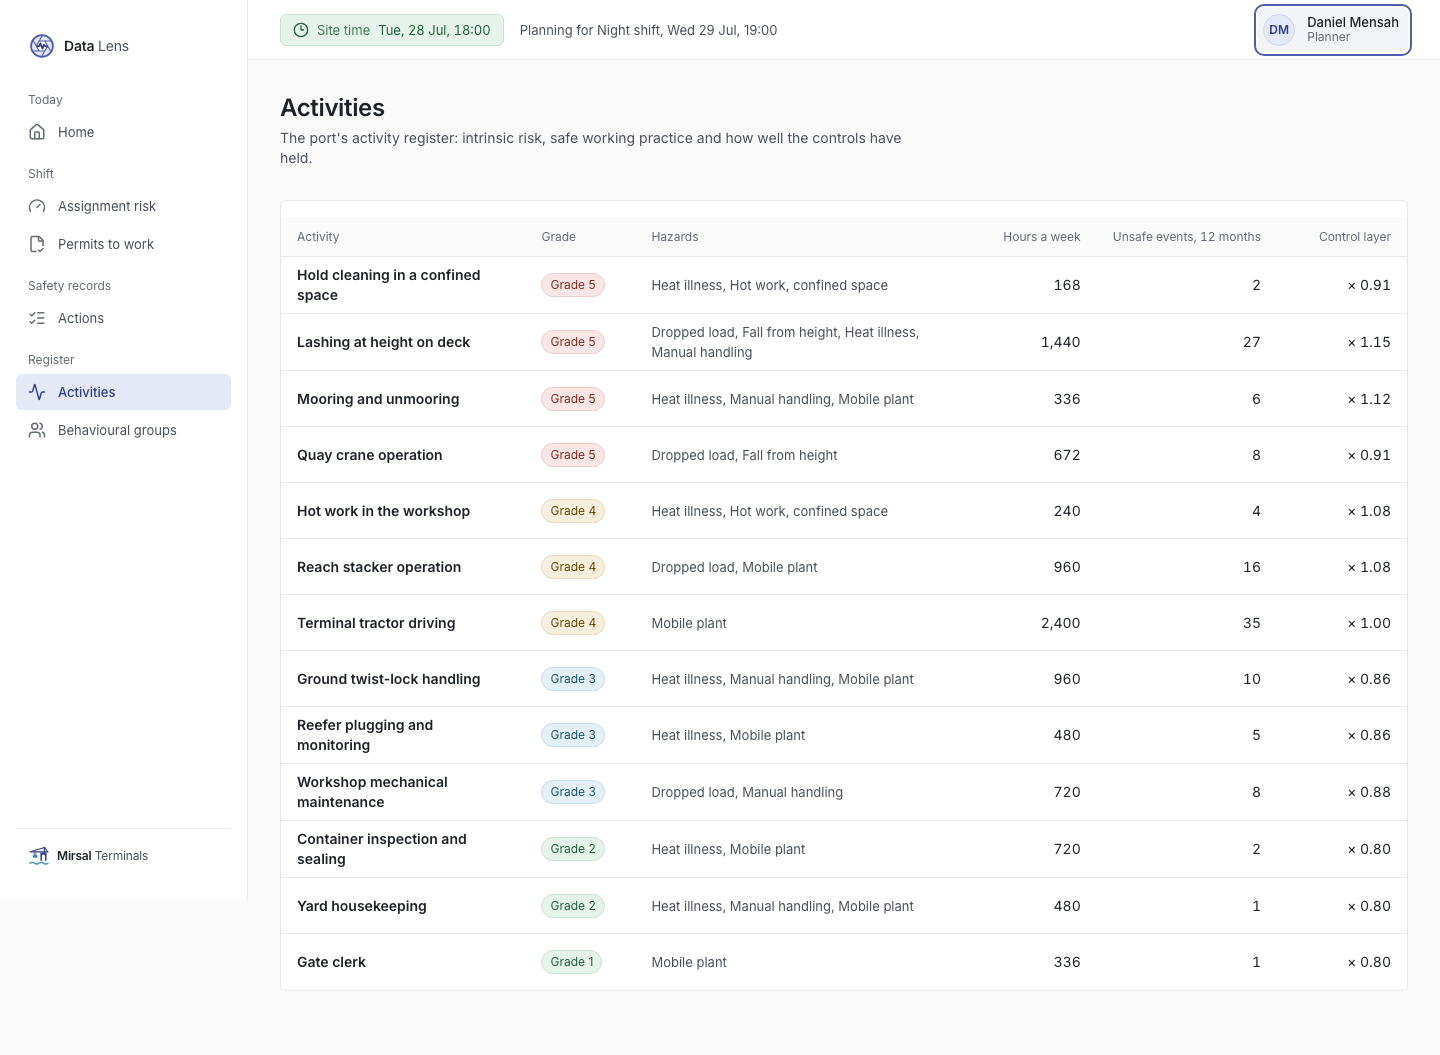 Data Lens
Today
Home
Shift
Assignment risk
Permits to work
Safety records
Actions
Register
Activities
Behavioural groups
Mirsal Terminals
Site time Tue, 28 Jul, 18:00
Planning for Night shift, Wed 29 Jul, 19:00
DM
Daniel Mensah
Planner
Activities
The port's activity register: intrinsic risk, safe working practice and how well the controls have
held.
Activity Grade Hazards Hours a week Unsafe events, 12 months Control layer
Hold cleaning in a confined
space
Grade 5 Heat illness, Hot work, confined space 168 2 × 0.91
Lashing at height on deck Grade 5
Dropped load, Fall from height, Heat illness,
Manual handling
1,440 27 × 1.15
Mooring and unmooring Grade 5 Heat illness, Manual handling, Mobile plant 336 6 × 1.12
Quay crane operation Grade 5 Dropped load, Fall from height 672 8 × 0.91
Hot work in the workshop Grade 4 Heat illness, Hot work, confined space 240 4 × 1.08
Reach stacker operation Grade 4 Dropped load, Mobile plant 960 16 × 1.08
Terminal tractor driving Grade 4 Mobile plant 2,400 35 × 1.00
Ground twist-lock handling Grade 3 Heat illness, Manual handling, Mobile plant 960 10 × 0.86
Reefer plugging and
monitoring
Grade 3 Heat illness, Mobile plant 480 5 × 0.86
Workshop mechanical
maintenance
Grade 3 Dropped load, Manual handling 720 8 × 0.88
Container inspection and
sealing
Grade 2 Heat illness, Mobile plant 720 2 × 0.80
Yard housekeeping Grade 2 Heat illness, Manual handling, Mobile plant 480 1 × 0.80
Gate clerk Grade 1 Mobile plant 336 1 × 0.80